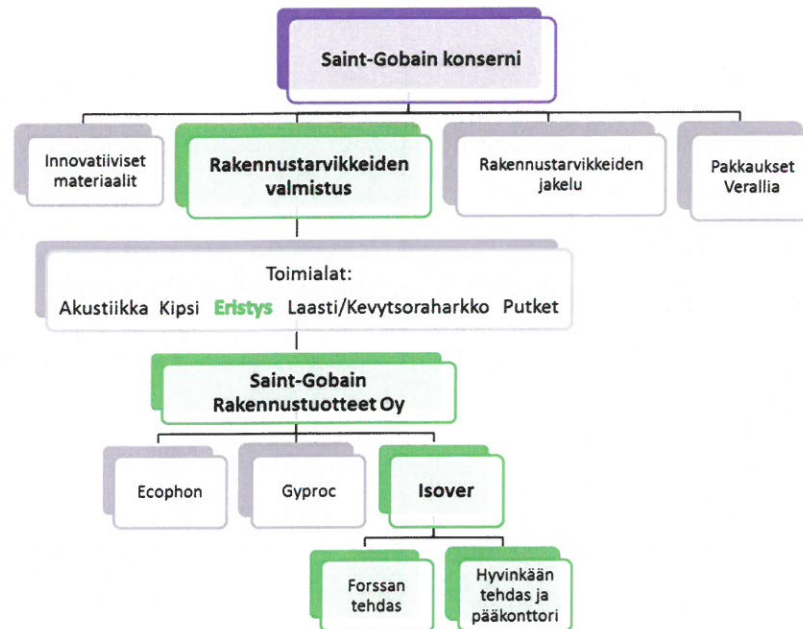 Saint-Gobain konserni
Innovatiiviset
materiaalit
Rakennustarvikkeiden
valmistus
Rakennustarvikkeiden
jakelu
Pakkaukset
Verallia
Toimialat:
Akustiikka Kipsi Eristys Laasti/Kevytsoraharkko Putket
Saint-Gobain
Rakennustuotteet Oy
Ecophon
Gyproc
Isover
Forssan
tehdas
Hyvinkään
tehdas ja
pääkonttori